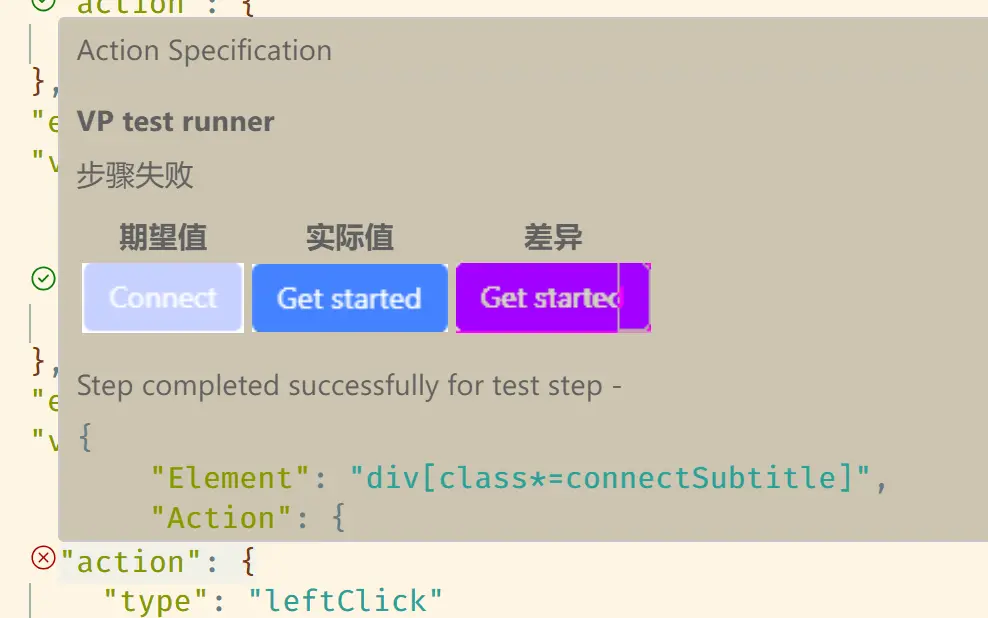 action": {
Action Specification
},
VP test runner
"e
"v
步骤失败
期望值 实际值 差异
Connect Get started Get started
},
Step completed successfully for test step -
"e
"v
{
"Element": "div[class*=connectSubtitle]",
"Action": {
"action": {
"type": "leftClick"